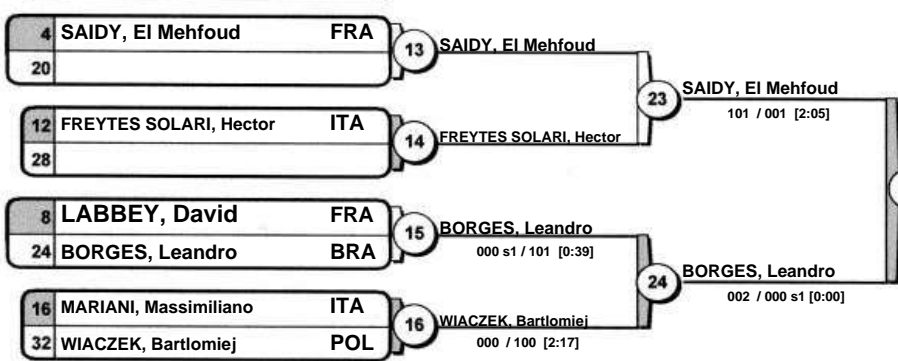 4 SAIDY, El Mehfoud FRA
20
13 SAIDY, El Mehfoud
12 FREYTES SOLARI, Hector ITA
28
14 FREYTES SOLARI, Hector
23 SAIDY, El Mehfoud
101 / 001 [2:05]
8 LABBEY, David FRA
24 BORGES, Leandro BRA
15 BORGES, Leandro
000 s1 / 101 [0:39]
16 MARIANI, Massimiliano ITA
32 WIACZEK, Bartlomiej POL
16 WIACZEK, Bartlomiej
000 / 100 [2:17]
24 BORGES, Leandro
002 / 000 s1 [0:00]